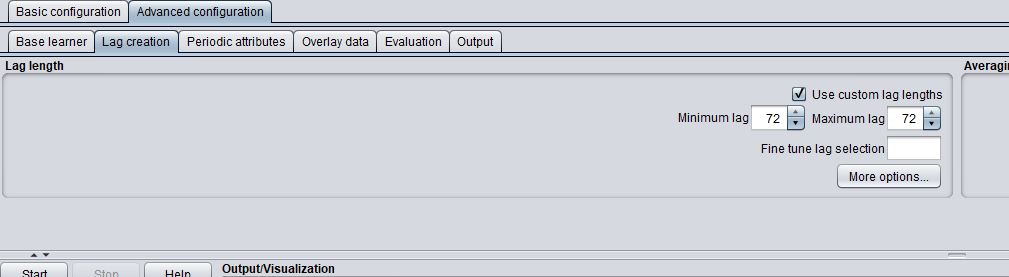 Basic configuration Advanced configuration
Base learner Lag creation Periodic attributes Overlay data Evaluation Output
Lag length Averagi
Use custom lag lengths
Minimum lag 72 Maximum lag 72
Fine tune lag selection
More options...
Start Stop Help Output/Visualization